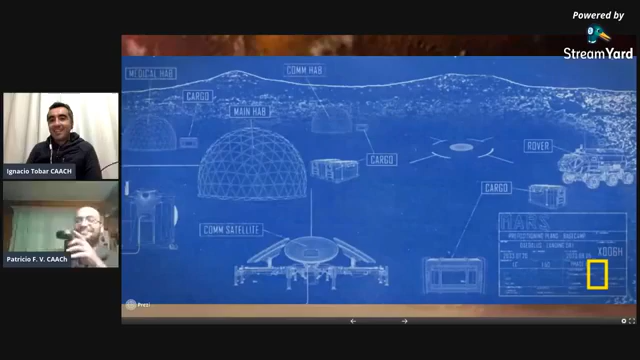 Powered by
StreamYard
MEDICAL HAB
COMM HAB
CARGO
MAIN HAB
CARGO
ROVER
CARGO
COMM SATELLITE
MARS
X006H
Ignacio Tobar CAACH
Patricio F. V. CAACh
Prezi